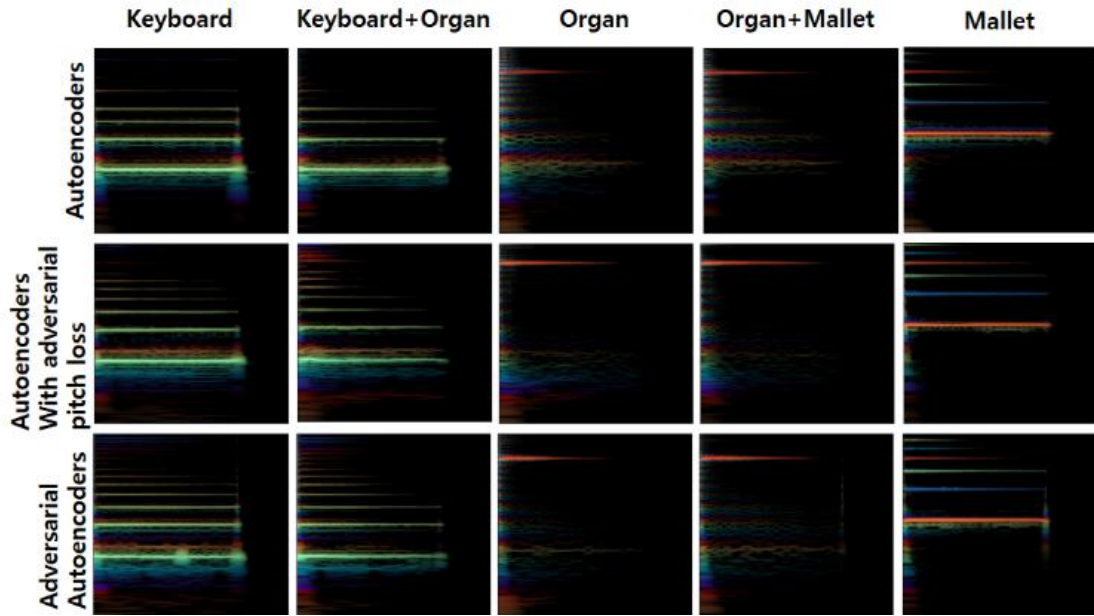 Keyboard
Keyboard+Organ
Organ
Organ+Mallet
Mallet
Autoencoders
Autoencoders
With adversarial
pitch loss
Adversarial
Autoencoders